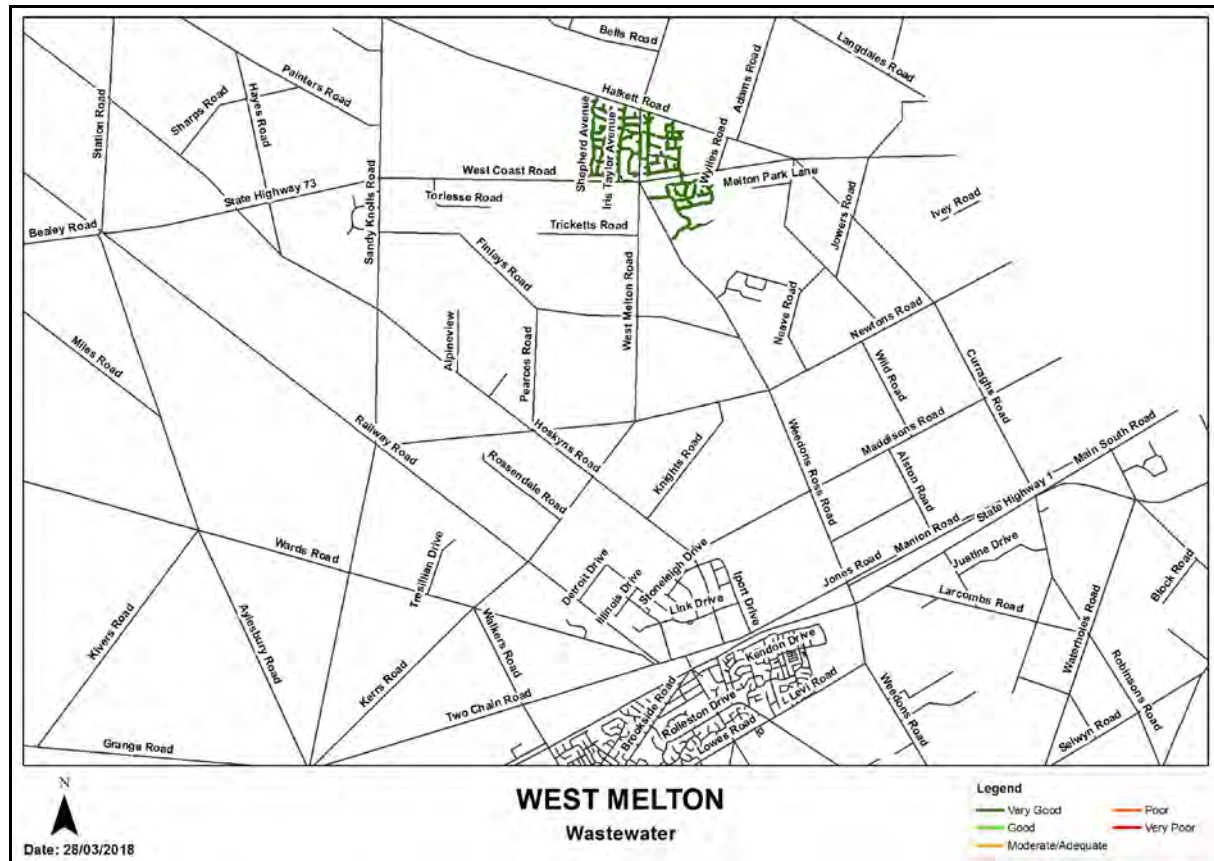 Bells Road
Langdales Road
Adams Road
Halkett Road
Painters Road
Sharps Road
Hayes Road
Station Road
Shepherd Avenue
Iris Taylor Avenue
Wylies Road
West Coast Road
Melton Park Lane
State Highway 73
Sandy Knolls Road
Torlesse Road
Tricketts Road
Ivey Road
Jowers Road
Bealey Road
Finlays Road
West Melton Road
Neave Road
Newtons Road
Miles Road
Alpineview
Pearces Road
Wild Road
Curraghs Road
Railway Road
Hoskyns Road
Maddisons Road
Rossendale Road
Knights Road
Weedons Ross Road
Alston Road
Main South Road
State Highway 1
Wards Road
Tresillian Drive
Detroit Drive
Illinois Drive
Stoneleigh Drive
Iport Drive
Link Drive
Jones Road
Manion Road
Justine Drive
Larcombs Road
Block Road
Waterholes Road
Kivers Road
Aylesbury Road
Walkers Road
Kerrs Road
Two Chain Road
Kendon Drive
Levi Road
Brookside Road
Rolleston Drive
Lowes Road
Weedons Road
Robinsons Road
Selwyn Road
Grange Road
N
WEST MELTON
Wastewater
Date: 28/03/2018
Legend
Very Good
Poor
Good
Very Poor
Moderate/Adequate